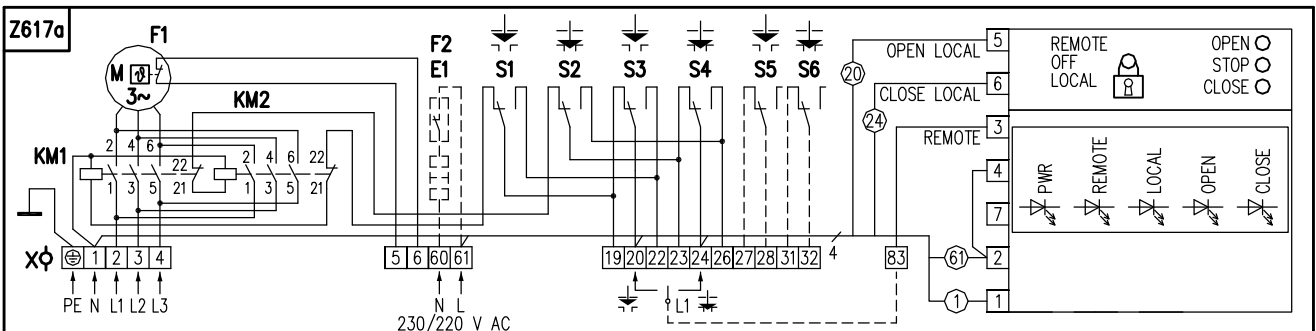 Z617a
F1
M ϑ
3~
KM2
KM1
2 4 6
1 3 5
22
21
2 4 6
1 3 5
22
21
F2
E1
S1 S2 S3 S4 S5 S6
X
1 2 3 4
PE N L1 L2 L3
5 6 60 61
N L
230/220 V AC
19 20 22 23 24 26 27 28 31 32
4
83
L1
20
24
61
1
OPEN LOCAL 5
CLOSE LOCAL 6
REMOTE 3
4
7
2
1
REMOTE
OFF
LOCAL
OPEN
STOP
CLOSE
PWR
REMOTE
LOCAL
OPEN
CLOSE